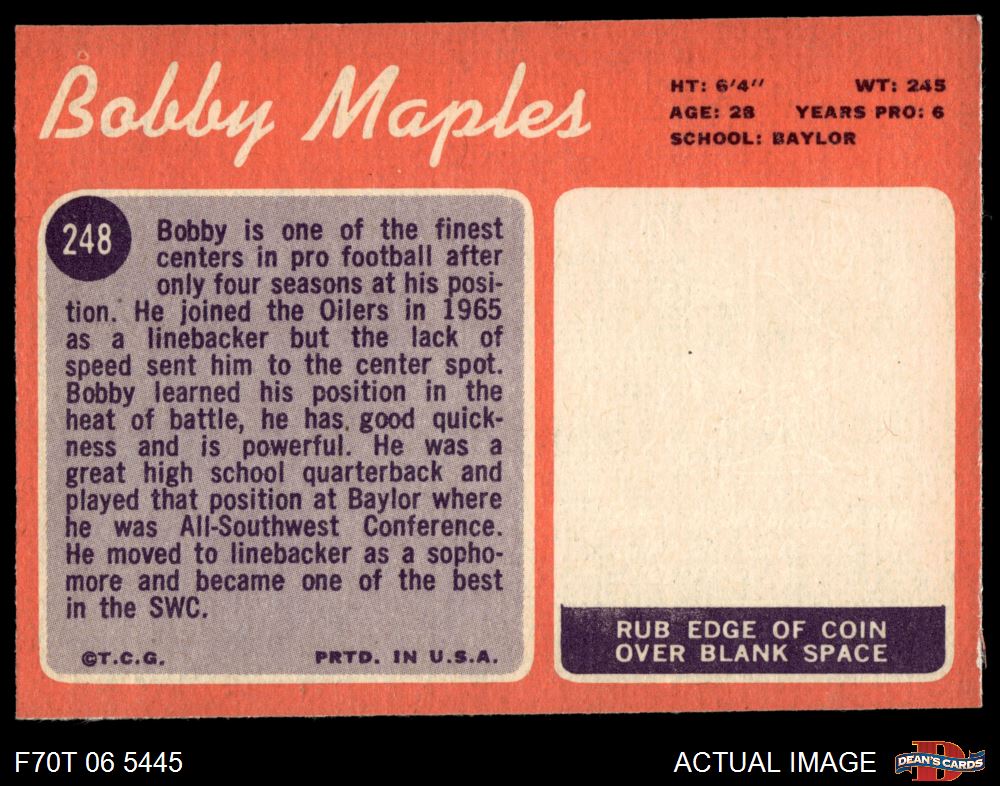 Bobby Maples
HT: 6'4" WT: 245
AGE: 28 YEARS PRO: 6
SCHOOL: BAYLOR
248
Bobby is one of the finest
centers in pro football after
only four seasons at his posi-
tion. He joined the Oilers in 1965
as a linebacker but the lack of
speed sent him to the center spot.
Bobby learned his position in the
heat of battle, he has good quick-
ness and is powerful. He was a
great high school quarterback and
played that position at Baylor where
he was All-Southwest Conference.
He moved to linebacker as a sopho-
more and became one of the best
in the SWC.
©T.C.G. PRTD. IN U.S.A.
RUB EDGE OF COIN
OVER BLANK SPACE
F70T 06 5445
ACTUAL IMAGE
D
DEAN'S CARDS